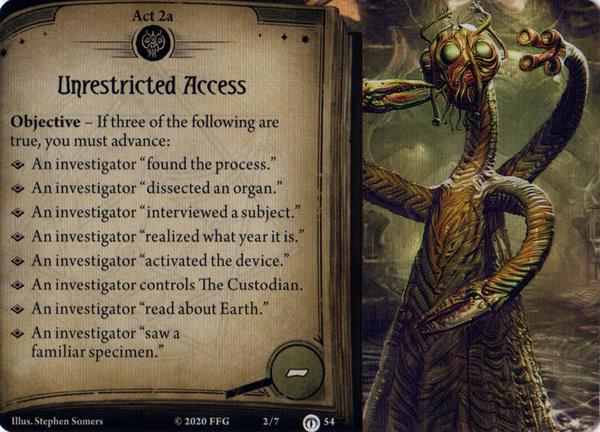 Act 2a
Unrestricted Access
Objective – If three of the following are
true, you must advance:
An investigator “found the process.”
An investigator “dissected an organ.”
An investigator “interviewed a subject.”
An investigator “realized what year it is.”
An investigator “activated the device.”
An investigator controls The Custodian.
An investigator “read about Earth.”
An investigator “saw a
familiar specimen.”
–
Illus. Stephen Somers © 2020 FFG 2/7 54